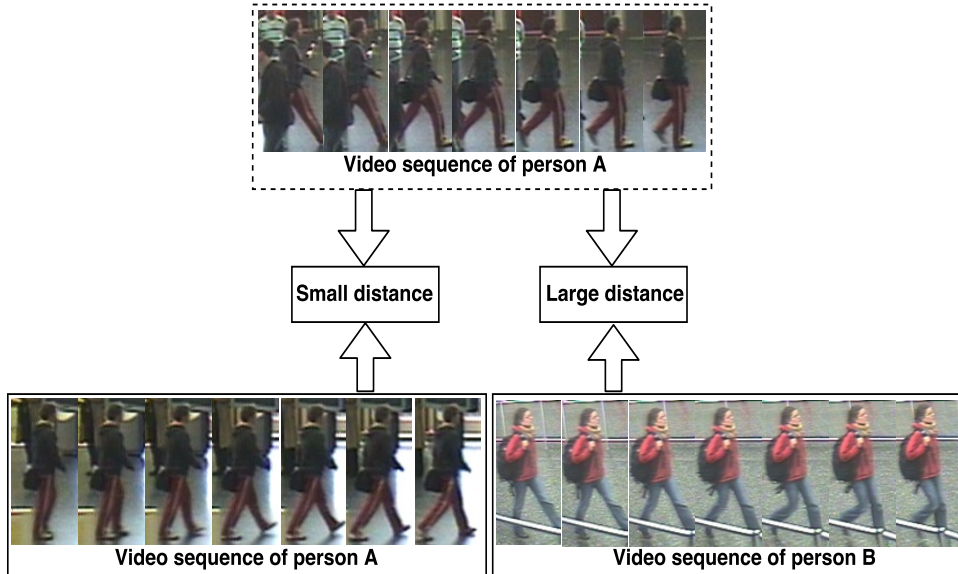 Video sequence of person A
Small distance
Large distance
Video sequence of person A
Video sequence of person B